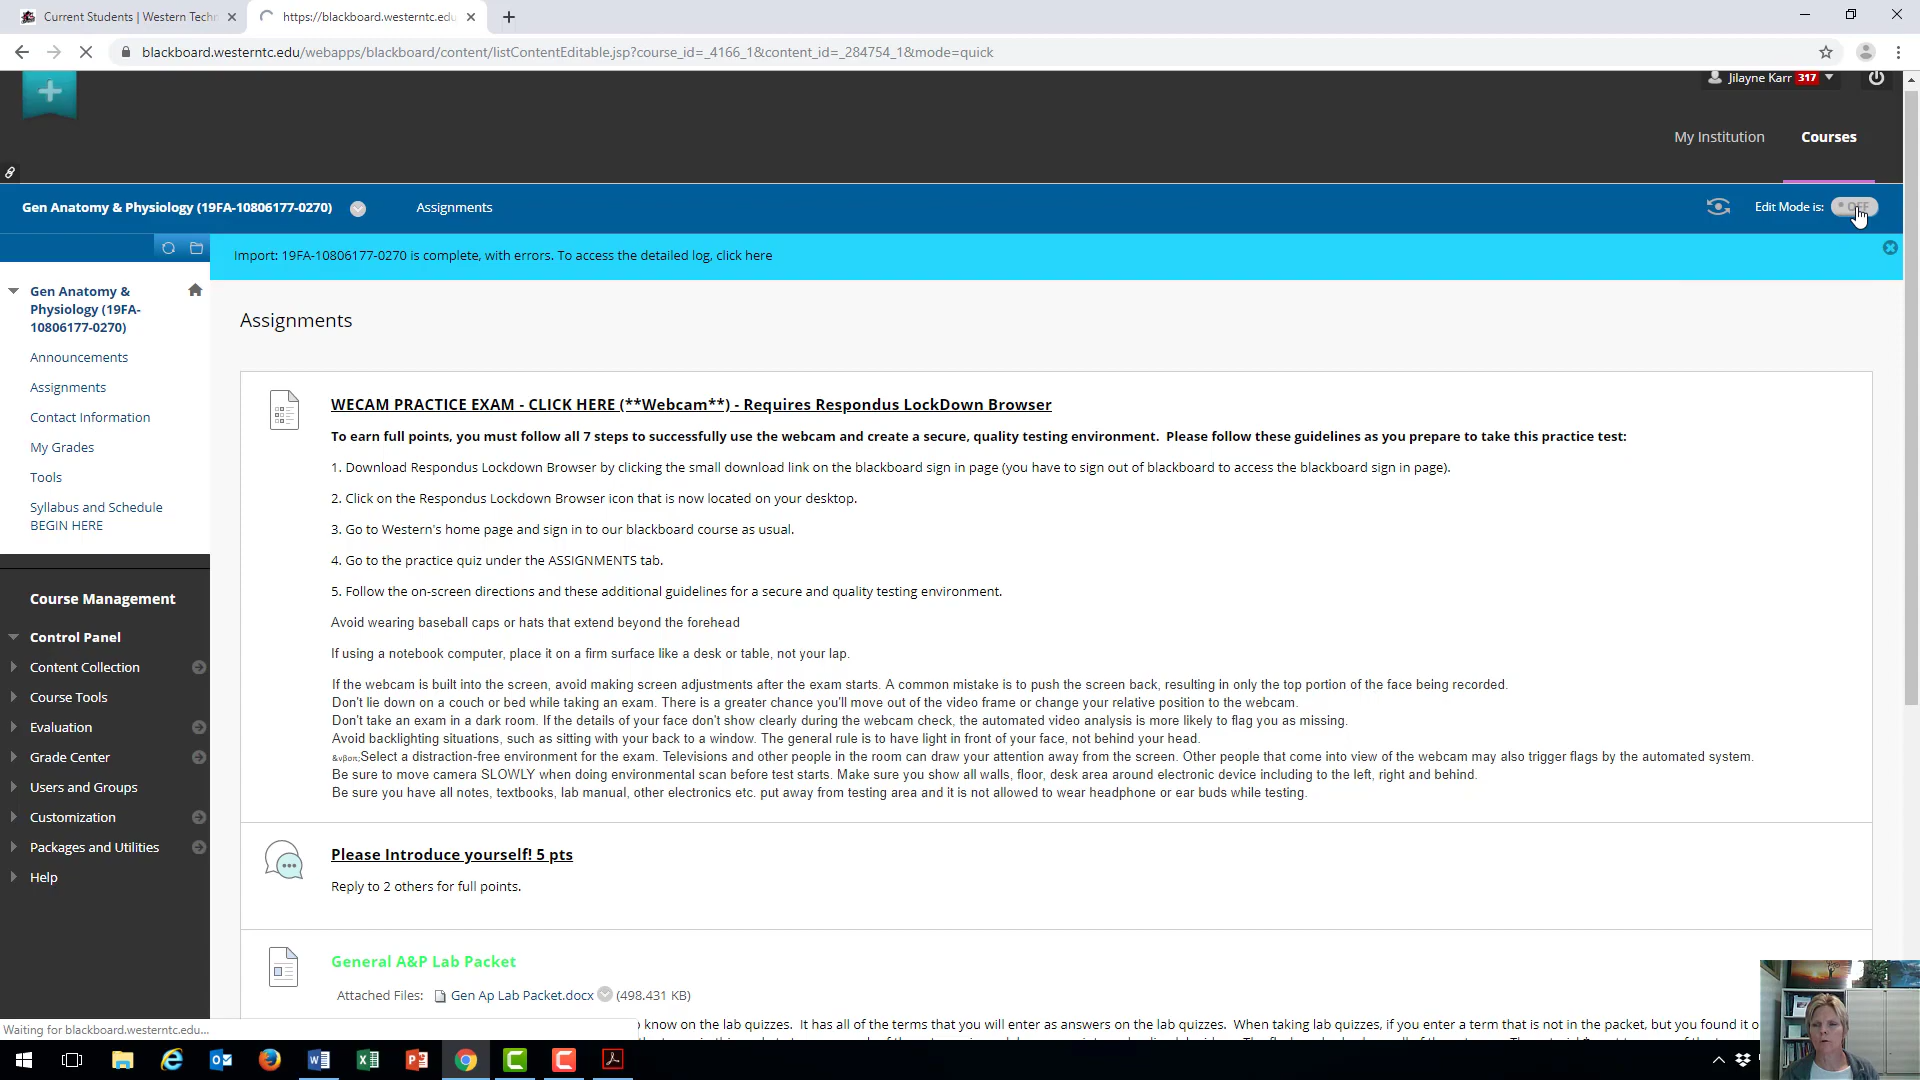 Current Students | Western Techn
https://blackboard.westerntc.edu
blackboard.westerntc.edu/webapps/blackboard/content/listContentEditable.jsp?course_id=_4166_1&content_id=_284754_1&mode=quick
Jilayne Karr 317
My Institution
Courses
Gen Anatomy & Physiology (19FA-10806177-0270)
Assignments
Edit Mode is:
OFF
Import: 19FA-10806177-0270 is complete, with errors. To access the detailed log, click here
Gen Anatomy &
Physiology (19FA-
10806177-0270)
Announcements
Assignments
Contact Information
My Grades
Tools
Syllabus and Schedule
BEGIN HERE
Course Management
Control Panel
Content Collection
Course Tools
Evaluation
Grade Center
Users and Groups
Customization
Packages and Utilities
Help
Assignments
WECAM PRACTICE EXAM - CLICK HERE (**Webcam**) - Requires Respondus LockDown Browser
To earn full points, you must follow all 7 steps to successfully use the webcam and create a secure, quality testing environment. Please follow these guidelines as you prepare to take this practice test:
1. Download Respondus Lockdown Browser by clicking the small download link on the blackboard sign in page (you have to sign out of blackboard to access the blackboard sign in page).
2. Click on the Respondus Lockdown Browser icon that is now located on your desktop.
3. Go to Western's home page and sign in to our blackboard course as usual.
4. Go to the practice quiz under the ASSIGNMENTS tab.
5. Follow the on-screen directions and these additional guidelines for a secure and quality testing environment.
Avoid wearing baseball caps or hats that extend beyond the forehead
If using a notebook computer, place it on a firm surface like a desk or table, not your lap.
If the webcam is built into the screen, avoid making screen adjustments after the exam starts. A common mistake is to push the screen back, resulting in only the top portion of the face being recorded.
Don't lie down on a couch or bed while taking an exam. There is a greater chance you'll move out of the video frame or change your relative position to the webcam.
Don't take an exam in a dark room. If the details of your face don't show clearly during the webcam check, the automated video analysis is more likely to flag you as missing.
Avoid backlighting situations, such as sitting with your back to a window. The general rule is to have light in front of your face, not behind your head.
Select a distraction-free environment for the exam. Televisions and other people in the room can draw your attention away from the screen. Other people that come into view of the webcam may also trigger flags by the automated system.
Be sure to move camera SLOWLY when doing environmental scan before test starts. Make sure you show all walls, floor, desk area around electronic device including to the left, right and behind.
Be sure you have all notes, textbooks, lab manual, other electronics etc. put away from testing area and it is not allowed to wear headphone or ear buds while testing.
Please Introduce yourself! 5 pts
Reply to 2 others for full points.
General A&P Lab Packet
Attached Files: Gen Ap Lab Packet.docx (498.431 KB)
know on the lab quizzes. It has all of the terms that you will enter as answers on the lab quizzes. When taking lab quizzes, if you enter a term that is not in the packet, but you found it o
Waiting for blackboard.westerntc.edu...